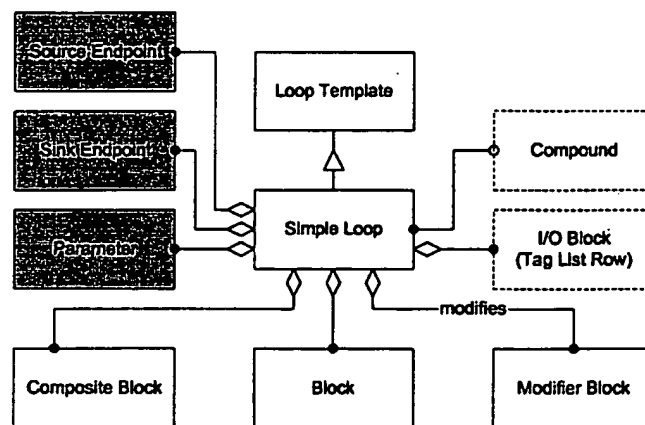 Source Endpoint
Loop Template
Sink Endpoint
Compound
Parameter
Simple Loop
I/O Block
(Tag List Row)
modifies
Composite Block
Block
Modifier Block